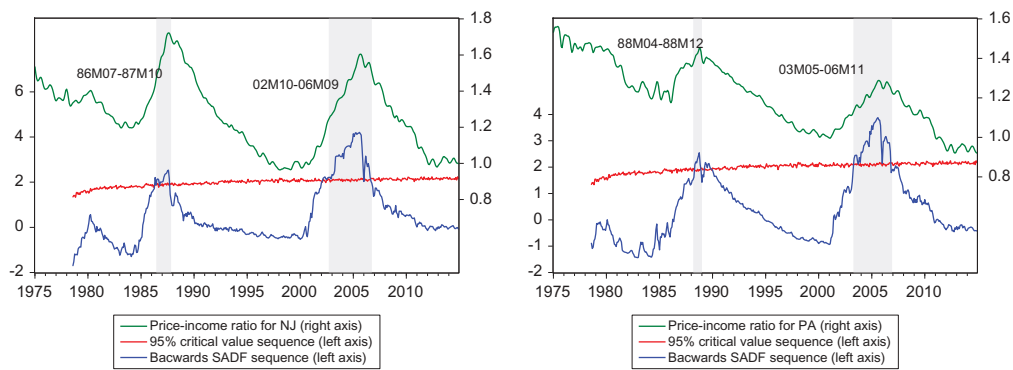 1.8
1.6
1.4
1.2
1.0
0.8
6
4
2
0
-2
86M07-87M10
02M10-06M09
1975 1980 1985 1990 1995 2000 2005 2010
Price-income ratio for NJ (right axis)
95% critical value sequence (left axis)
Bacwards SADF sequence (left axis)
1.6
1.4
1.2
1.0
0.8
4
3
2
1
0
-1
-2
88M04-88M12
03M05-06M11
1975 1980 1985 1990 1995 2000 2005 2010
Price-income ratio for PA (right axis)
95% critical value sequence (left axis)
Bacwards SADF sequence (left axis)